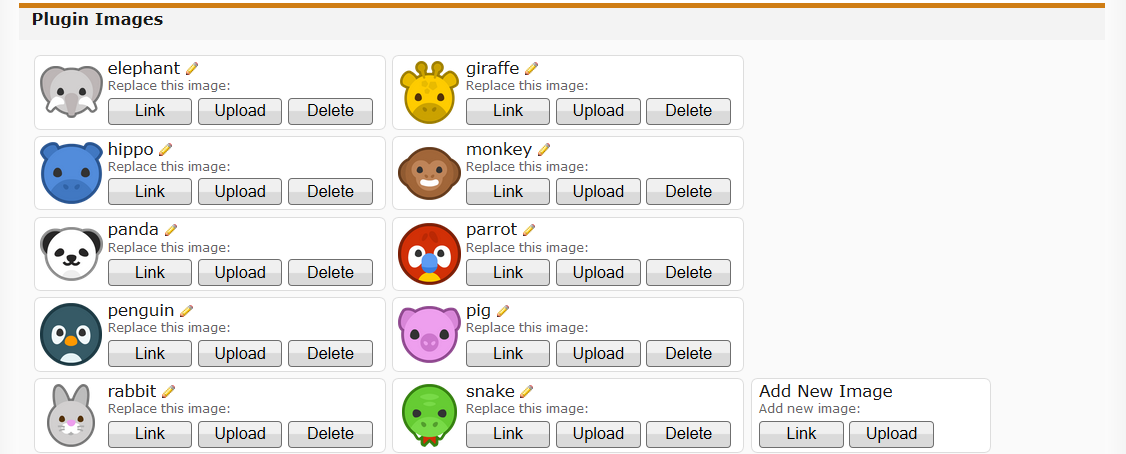 Plugin Images
elephant
Replace this image:
Link Upload Delete
giraffe
Replace this image:
Link Upload Delete
hippo
Replace this image:
Link Upload Delete
monkey
Replace this image:
Link Upload Delete
panda
Replace this image:
Link Upload Delete
parrot
Replace this image:
Link Upload Delete
penguin
Replace this image:
Link Upload Delete
pig
Replace this image:
Link Upload Delete
rabbit
Replace this image:
Link Upload Delete
snake
Replace this image:
Link Upload Delete
Add New Image
Add new image:
Link Upload